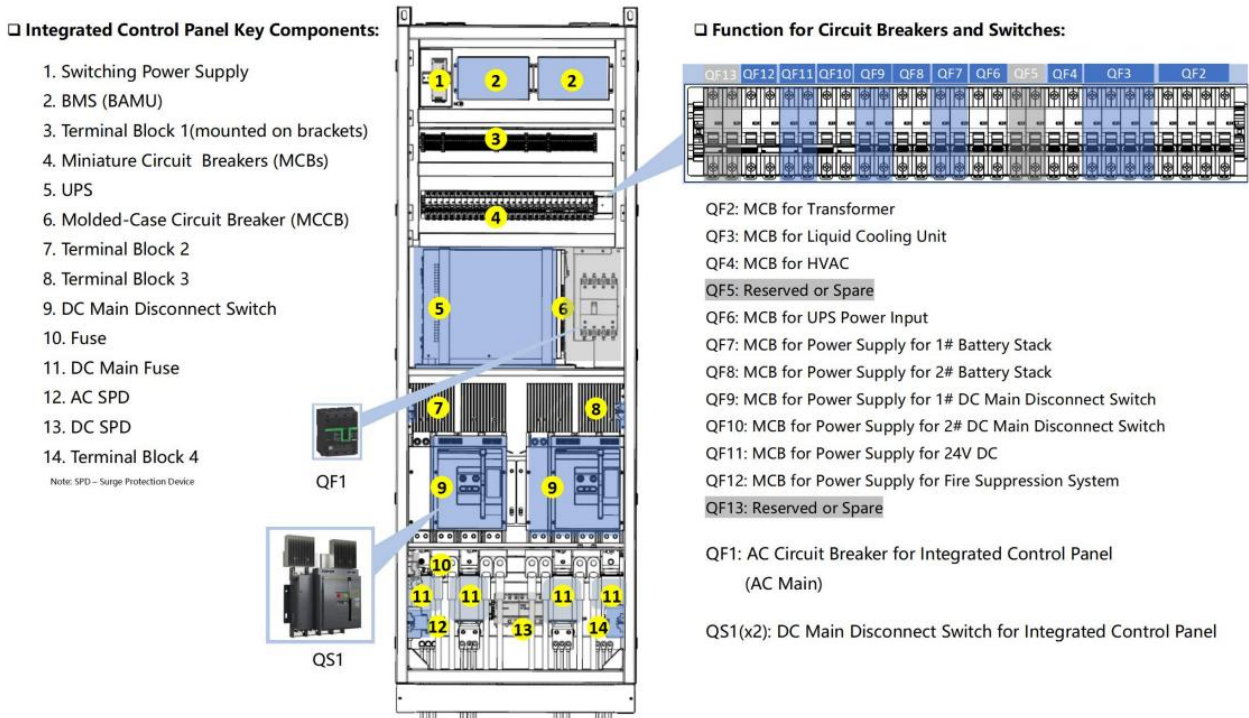 ❑ Integrated Control Panel Key Components:
1. Switching Power Supply
2. BMS (BAMU)
3. Terminal Block 1(mounted on brackets)
4. Miniature Circuit Breakers (MCBs)
5. UPS
6. Molded-Case Circuit Breaker (MCCB)
7. Terminal Block 2
8. Terminal Block 3
9. DC Main Disconnect Switch
10. Fuse
11. DC Main Fuse
12. AC SPD
13. DC SPD
14. Terminal Block 4
Note: SPD – Surge Protection Device
QF1
QS1
1 2 2
3
4
5 6
7 8
9 9
10
11 11 11 11
12 13 14
❑ Function for Circuit Breakers and Switches:
QF13 QF12 QF11 QF10 QF9 QF8 QF7 QF6 QF5 QF4 QF3 QF2
QF2: MCB for Transformer
QF3: MCB for Liquid Cooling Unit
QF4: MCB for HVAC
QF5: Reserved or Spare
QF6: MCB for UPS Power Input
QF7: MCB for Power Supply for 1# Battery Stack
QF8: MCB for Power Supply for 2# Battery Stack
QF9: MCB for Power Supply for 1# DC Main Disconnect Switch
QF10: MCB for Power Supply for 2# DC Main Disconnect Switch
QF11: MCB for Power Supply for 24V DC
QF12: MCB for Power Supply for Fire Suppression System
QF13: Reserved or Spare
QF1: AC Circuit Breaker for Integrated Control Panel
(AC Main)
QS1(x2): DC Main Disconnect Switch for Integrated Control Panel